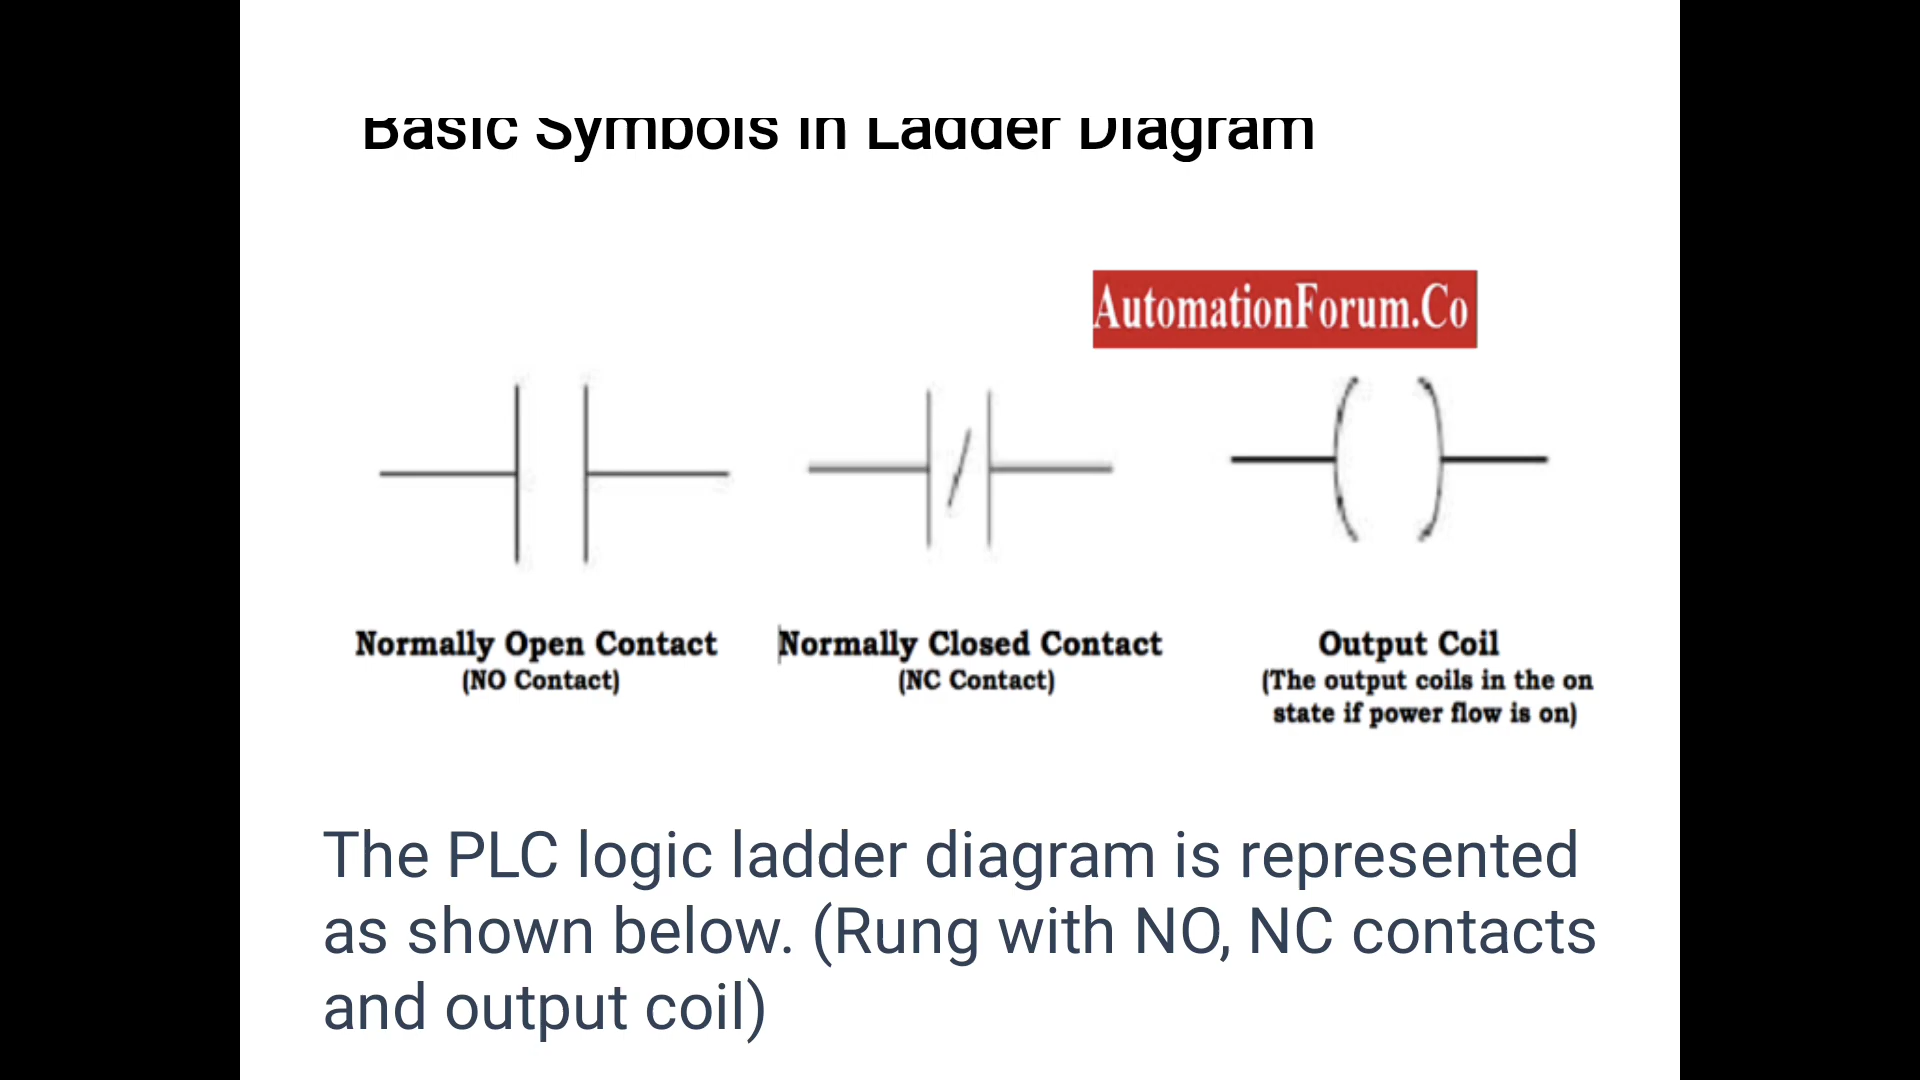 Basic Symbols in Ladder Diagram
AutomationForum.Co
Normally Open Contact
(NO Contact)
Normally Closed Contact
(NC Contact)
Output Coil
(The output coils in the on
state if power flow is on)
The PLC logic ladder diagram is represented
as shown below. (Rung with NO, NC contacts
and output coil)